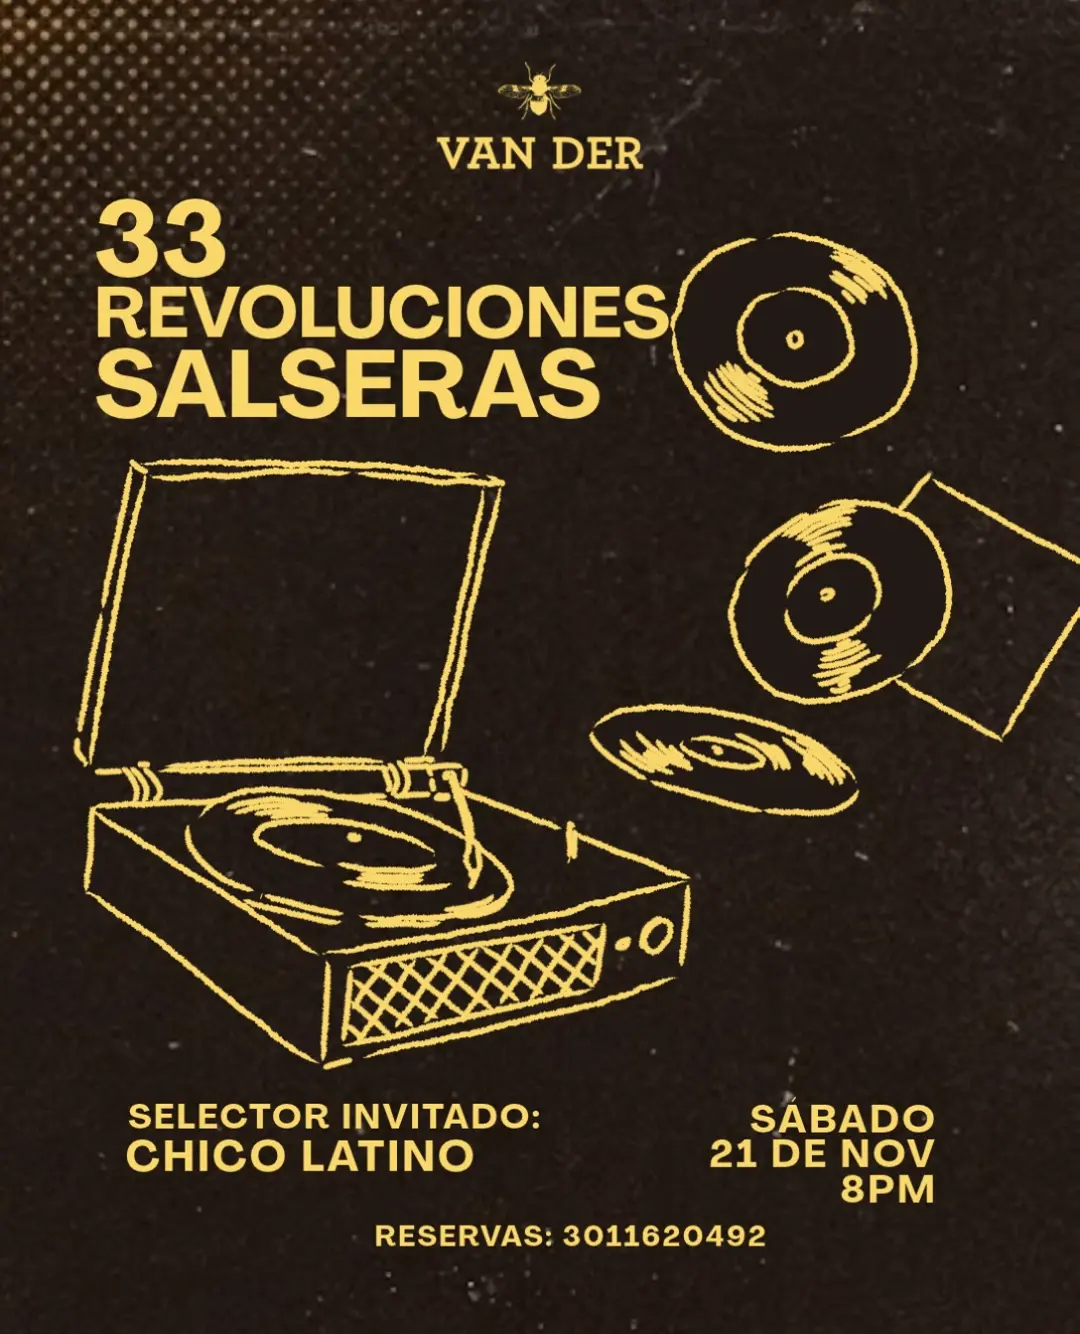 VAN DER
33
REVOLUCIONES
SALSERAS
SELECTOR INVITADO:
CHICO LATINO
SÁBADO
21 DE NOV
8PM
RESERVAS: 3011620492